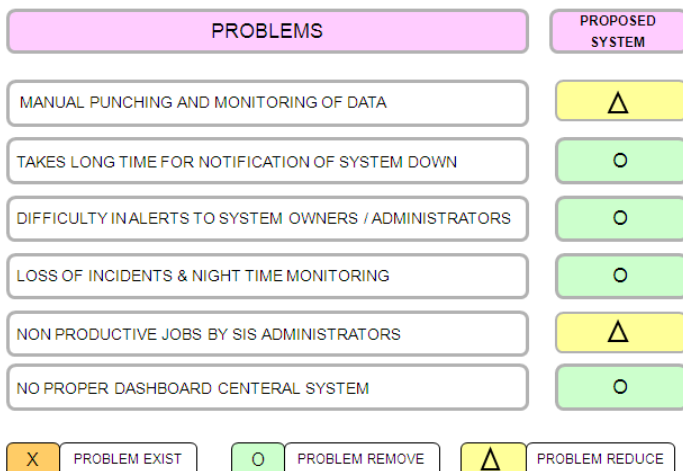 PROBLEMS
PROPOSED
SYSTEM
MANUAL PUNCHING AND MONITORING OF DATA
Δ
TAKES LONG TIME FOR NOTIFICATION OF SYSTEM DOWN
O
DIFFICULTY IN ALERTS TO SYSTEM OWNERS / ADMINISTRATORS
O
LOSS OF INCIDENTS & NIGHT TIME MONITORING
O
NON PRODUCTIVE JOBS BY SIS ADMINISTRATORS
Δ
NO PROPER DASHBOARD CENTERAL SYSTEM
O
X PROBLEM EXIST O PROBLEM REMOVE Δ PROBLEM REDUCE